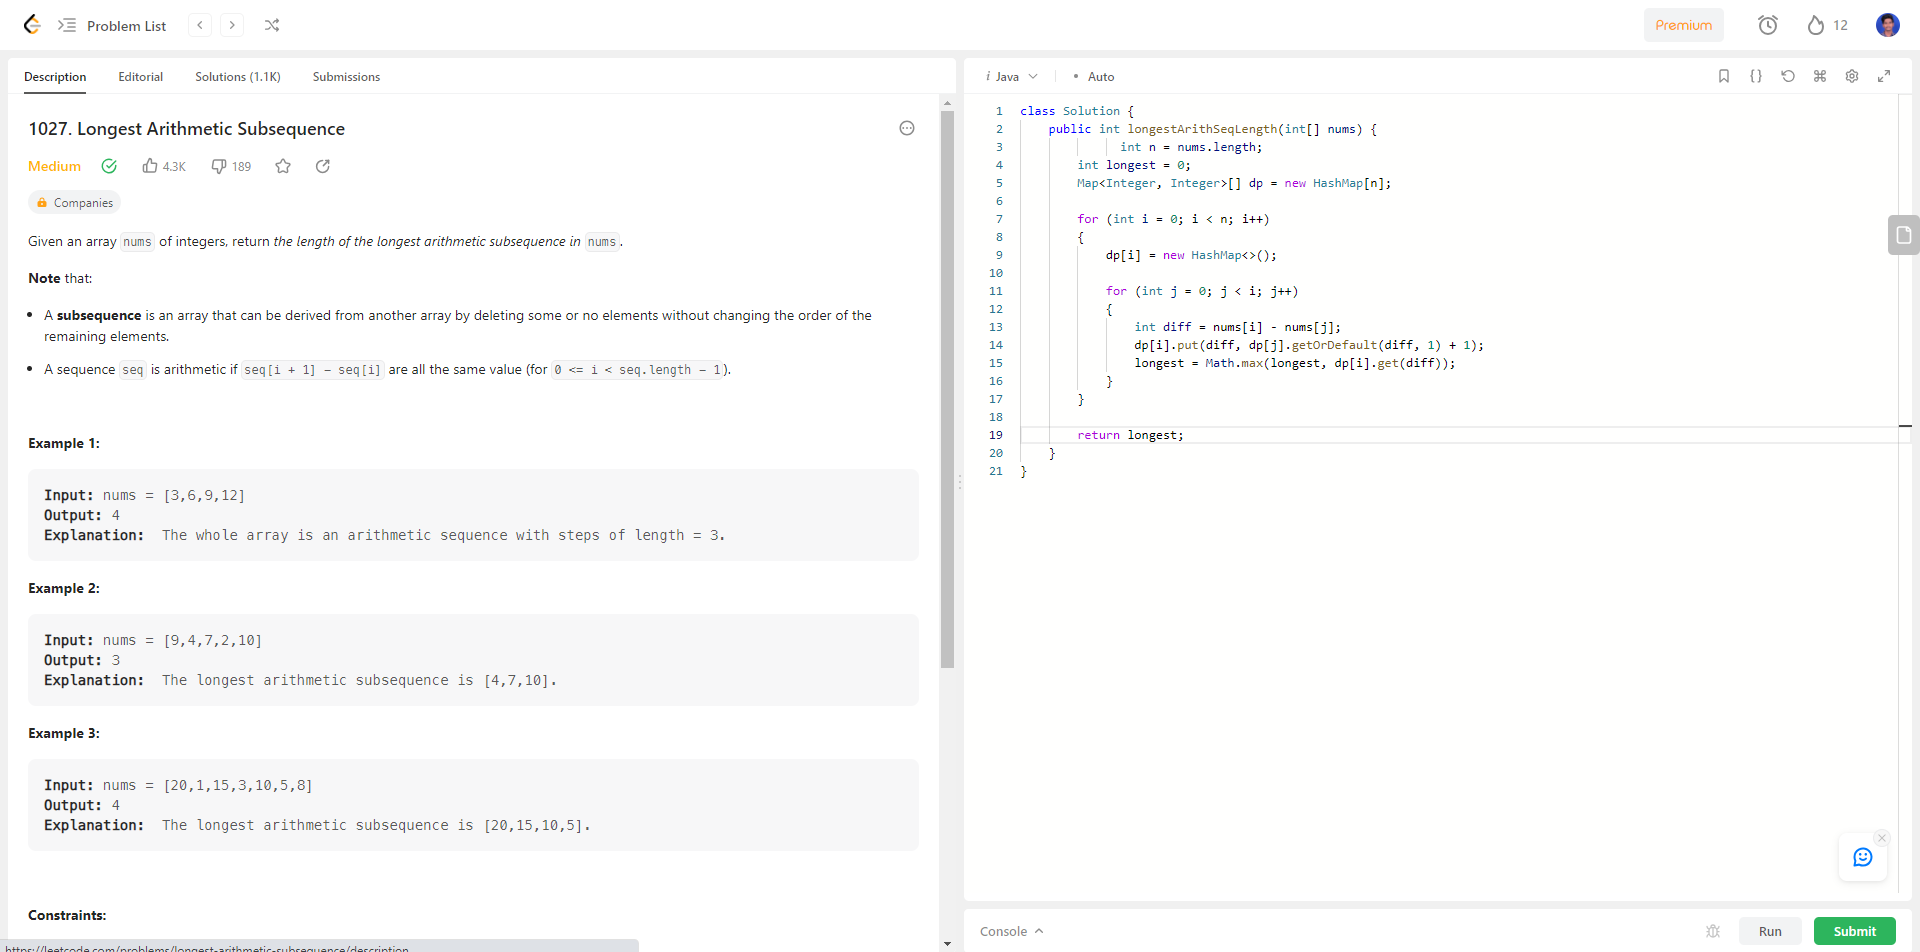 Problem List
Premium
12
Description Editorial Solutions (1.1K) Submissions
1027. Longest Arithmetic Subsequence
Medium 4.3K 189
Companies
Given an array nums of integers, return the length of the longest arithmetic subsequence in nums.
Note that:
• A subsequence is an array that can be derived from another array by deleting some or no elements without changing the order of the
remaining elements.
• A sequence seq is arithmetic if seq[i + 1] - seq[i] are all the same value (for 0 <= i < seq.length - 1).
Example 1:
Input: nums = [3,6,9,12]
Output: 4
Explanation:  The whole array is an arithmetic sequence with steps of length = 3.
Example 2:
Input: nums = [9,4,7,2,10]
Output: 3
Explanation:  The longest arithmetic subsequence is [4,7,10].
Example 3:
Input: nums = [20,1,15,3,10,5,8]
Output: 4
Explanation:  The longest arithmetic subsequence is [20,15,10,5].
Constraints:
https://leetcode.com/problems/longest-arithmetic-subsequence/description
i Java • Auto
{}
1 class Solution {
2     public int longestArithSeqLength(int[] nums) {
3               int n = nums.length;
4         int longest = 0;
5         Map<Integer, Integer>[] dp = new HashMap[n];
6
7         for (int i = 0; i < n; i++)
8         {
9             dp[i] = new HashMap<>();
10
11             for (int j = 0; j < i; j++)
12             {
13                 int diff = nums[i] - nums[j];
14                 dp[i].put(diff, dp[j].getOrDefault(diff, 1) + 1);
15                 longest = Math.max(longest, dp[i].get(diff));
16             }
17         }
18
19         return longest;
20     }
21 }
Console
Run
Submit